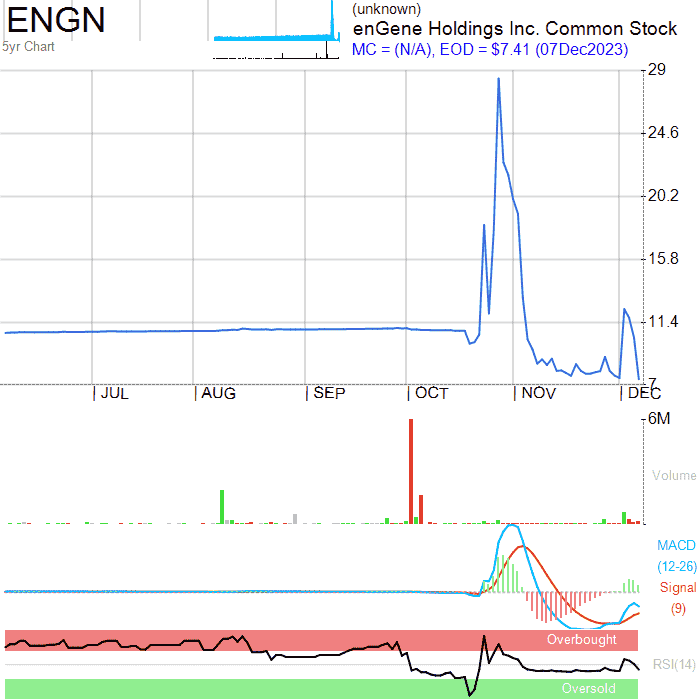 ENGN
5yr Chart
(unknown)
enGene Holdings Inc. Common Stock
MC = (N/A), EOD = $7.41 (07Dec2023)
29
24.6
20.2
15.8
11.4
7
JUL AUG SEP OCT NOV DEC
6M
Volume
MACD
(12-26)
Signal
(9)
Overbought
RSI(14)
Oversold